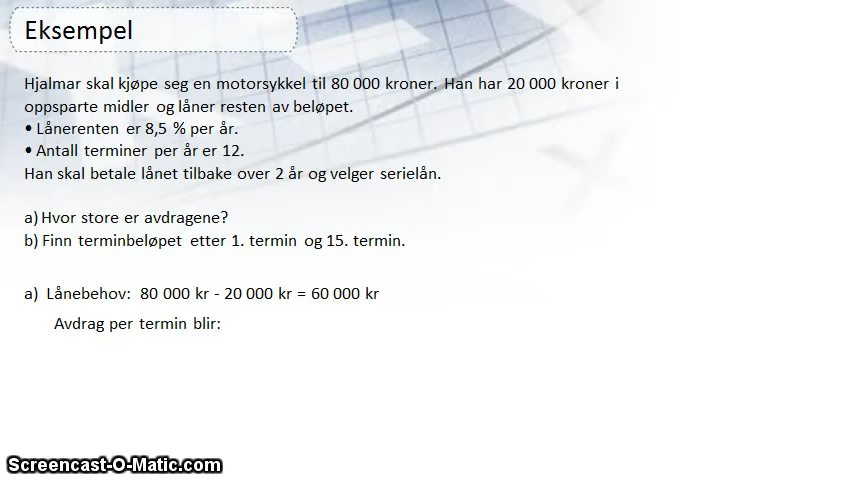 Eksempel
Hjalmar skal kjøpe seg en motorsykkel til 80 000 kroner. Han har 20 000 kroner i
oppsparte midler og låner resten av beløpet.
• Lånerenten er 8,5 % per år.
• Antall terminer per år er 12.
Han skal betale lånet tilbake over 2 år og velger serielån.
a) Hvor store er avdragene?
b) Finn terminbeløpet etter 1. termin og 15. termin.
a) Lånebehov: 80 000 kr - 20 000 kr = 60 000 kr
Avdrag per termin blir:
Screencast-O-Matic.com